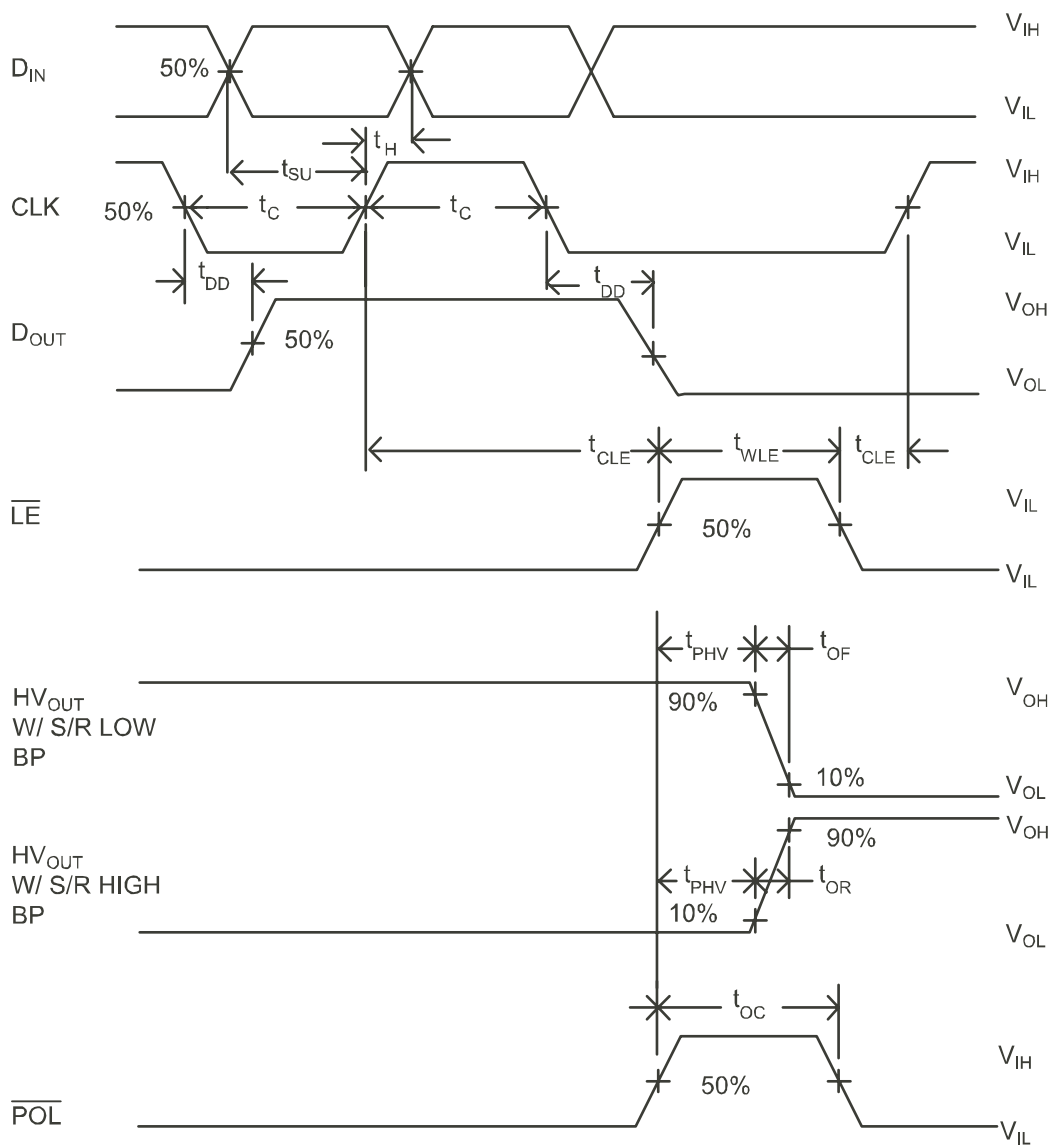 V_IH
D_IN
50%
V_IL
t_H
t_SU
V_IH
CLK
50%
t_C
t_C
V_IL
t_DD
t_DD
V_OH
D_OUT
50%
V_OL
t_CLE
t_WLE
t_CLE
LE
V_IL
50%
V_IL
t_PHV
t_OF
HV_OUT
W/ S/R LOW
BP
90%
V_OH
10%
V_OL
V_OH
90%
HV_OUT
W/ S/R HIGH
BP
t_PHV
t_OR
10%
V_OL
t_OC
V_IH
50%
POL
V_IL